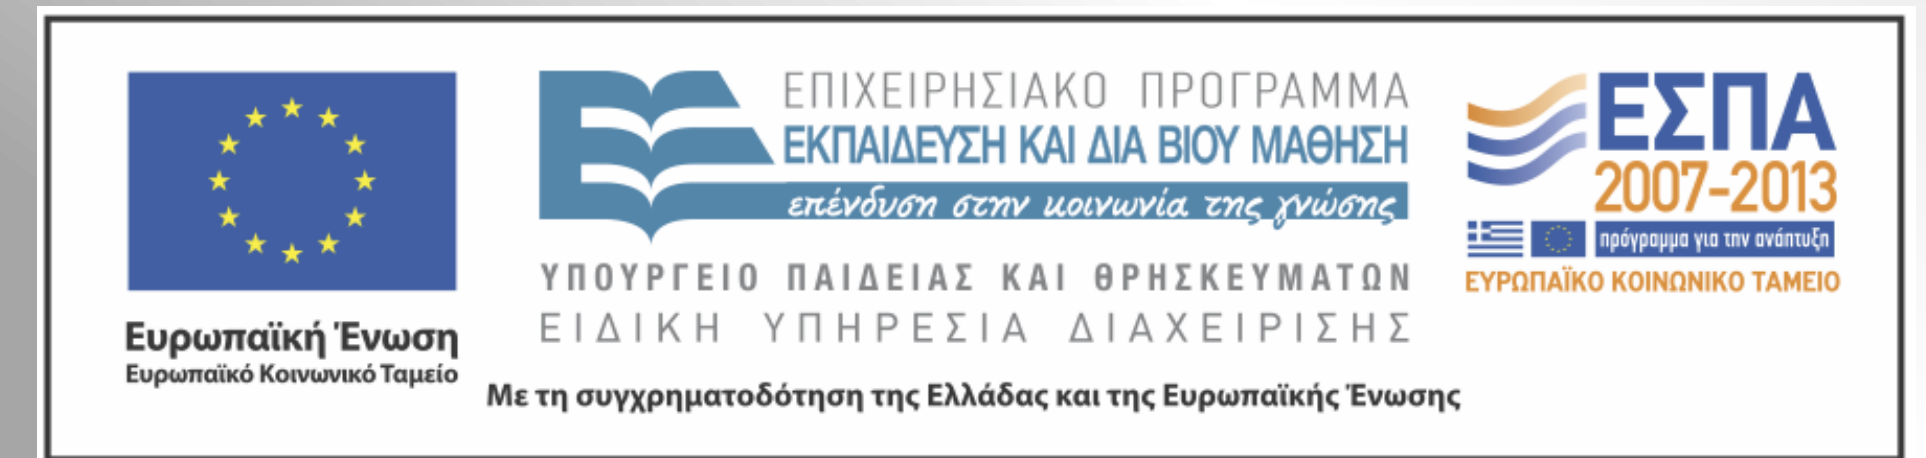 Ευρωπαϊκή Ένωση
Ευρωπαϊκό Κοινωνικό Ταμείο
ΕΠΙΧΕΙΡΗΣΙΑΚΟ ΠΡΟΓΡΑΜΜΑ
ΕΚΠΑΙΔΕΥΣΗ ΚΑΙ ΔΙΑ ΒΙΟΥ ΜΑΘΗΣΗ
επένδυση στην κοινωνία της γνώσης
ΥΠΟΥΡΓΕΙΟ ΠΑΙΔΕΙΑΣ ΚΑΙ ΘΡΗΣΚΕΥΜΑΤΩΝ
ΕΙΔΙΚΗ ΥΠΗΡΕΣΙΑ ΔΙΑΧΕΙΡΙΣΗΣ
Με τη συγχρηματοδότηση της Ελλάδας και της Ευρωπαϊκής Ένωσης
ΕΣΠΑ
2007-2013
πρόγραμμα για την ανάπτυξη
ΕΥΡΩΠΑΪΚΟ ΚΟΙΝΩΝΙΚΟ ΤΑΜΕΙΟ